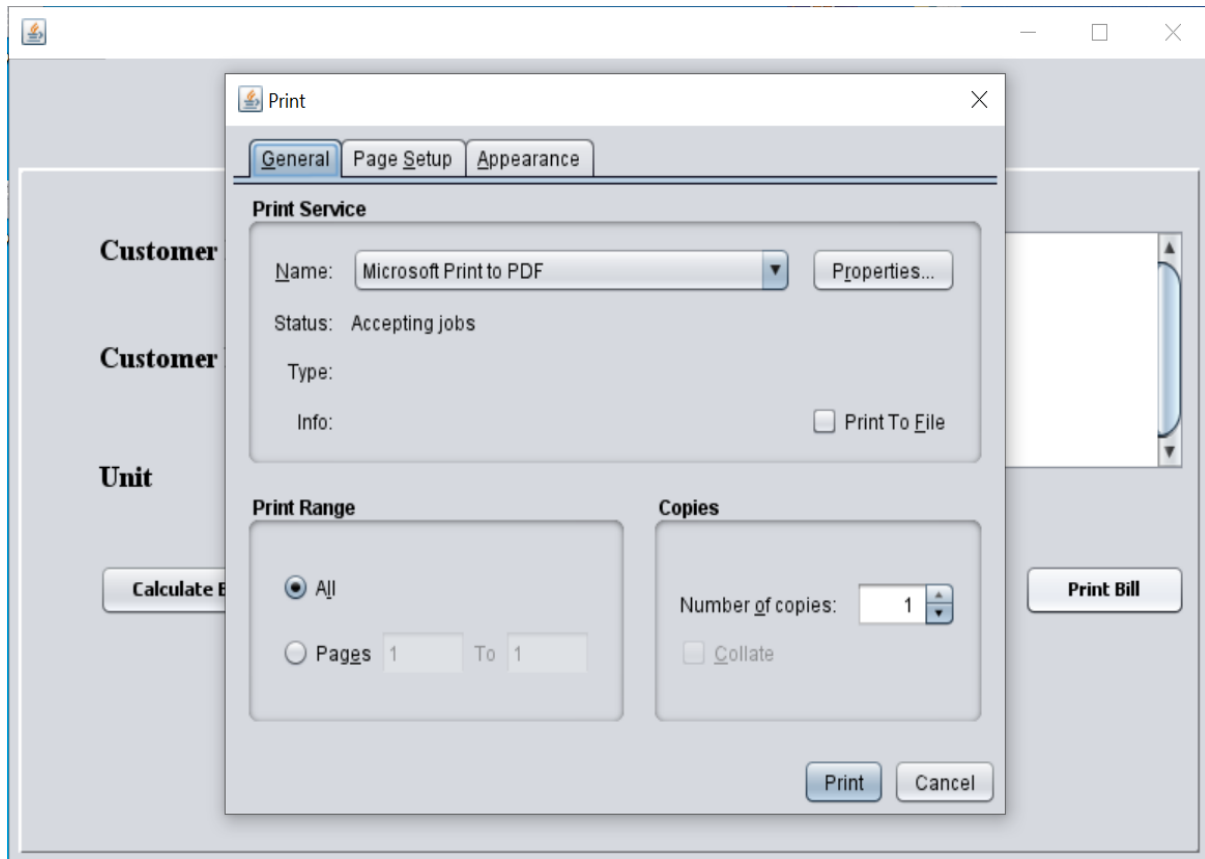 Print
General Page Setup Appearance
Print Service
Name: Microsoft Print to PDF Properties...
Status: Accepting jobs
Type:
Info: Print To File
Print Range
All
Pages 1 To 1
Copies
Number of copies: 1
Collate
Print Cancel
Customer
Customer
Unit
Calculate
Print Bill